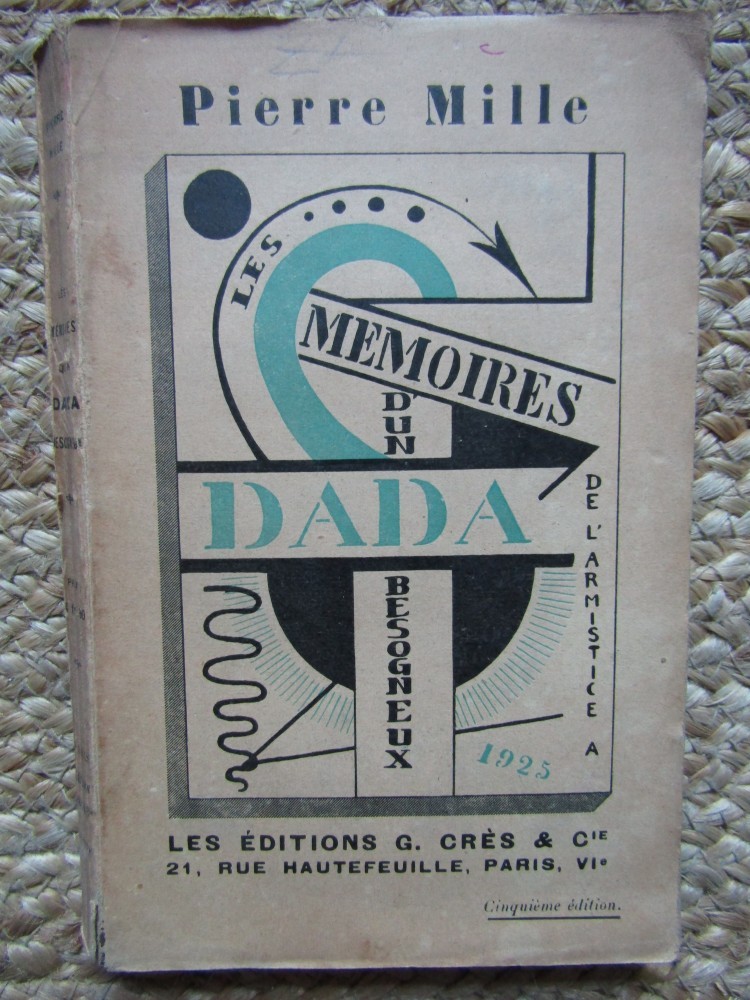 Pierre Mille
LES
MEMOIRES
D'UN
DADA
BESOGNEUX
DE L'ARMISTICE A
1925
LES ÉDITIONS G. CRÈS & CIE
21, RUE HAUTEFEUILLE, PARIS, VIe
Cinquième édition.
DADA